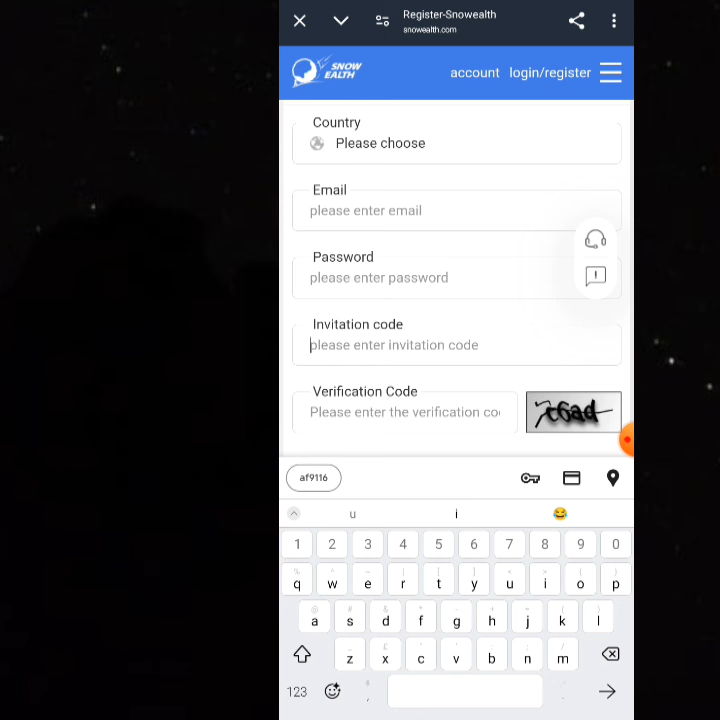 Register-Snowealth
snowealth.com
SNOW
EALTH
account login/register
Country
Please choose
Email
please enter email
Password
please enter password
Invitation code
please enter invitation code
Verification Code
Please enter the verification co
7c6ad
af9116
u i 😂
1 2 3 4 5 6 7 8 9 0
q w e r t y u i o p
a s d f g h j k l
z x c v b n m
123